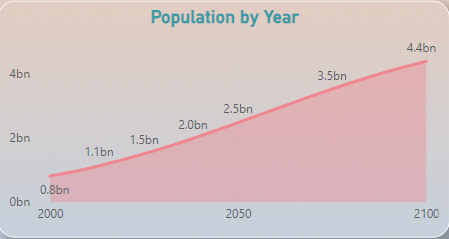 Population by Year
4.4bn
4bn
3.5bn
2.5bn
2bn
2.0bn
1.5bn
1.1bn
0.8bn
0bn
2000 2050 2100